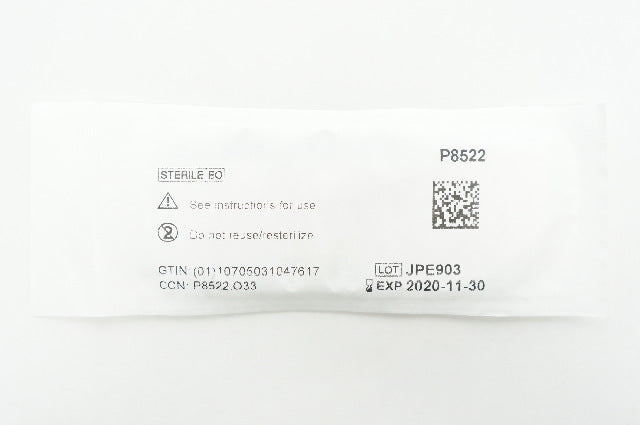 P8522
STERILE EO
See instructions for use
Do not reuse/resterilize
GTIN: (01)10705031047617
CCN: P8522.O33
LOT JPE903
EXP 2020-11-30